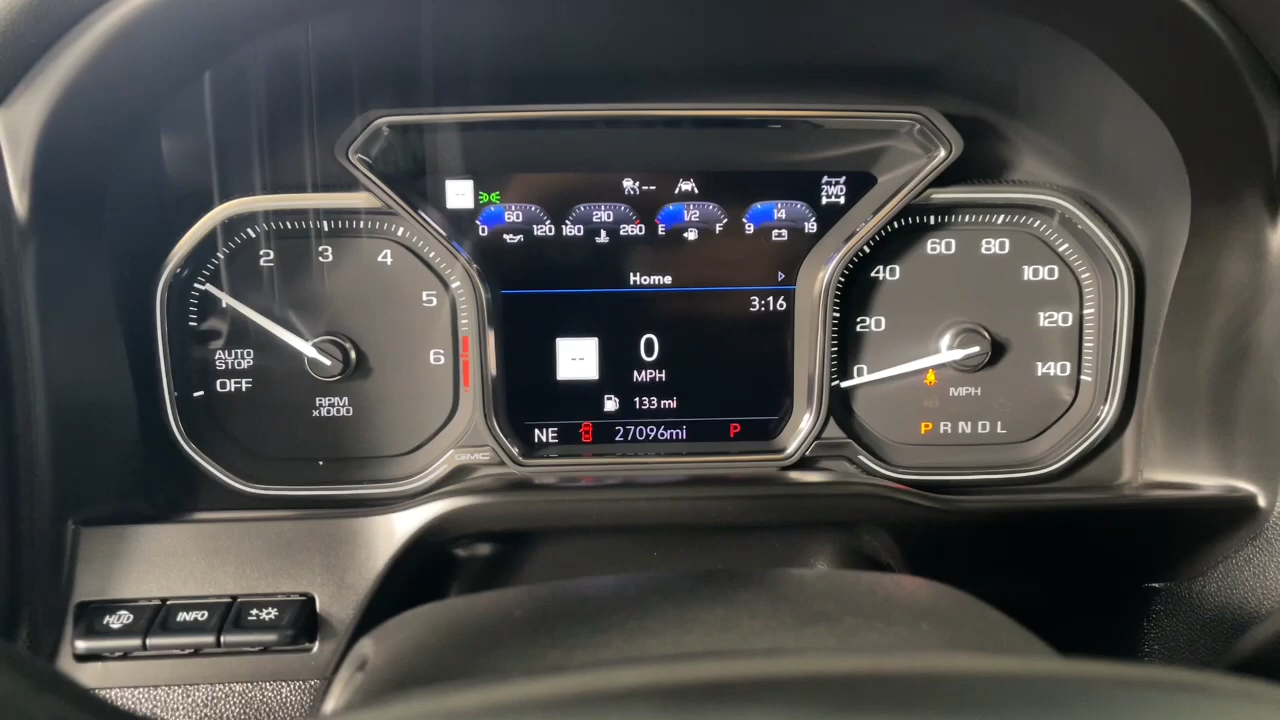 --
--
2WD
60
0 120
210
160 260
1/2
E F
14
9 19
Home
3:16
--
0
MPH
133 mi
NE 27096mi P
1 2 3 4 5 6
AUTO
STOP
OFF
RPM
x1000
GMC
0 20 40 60 80 100 120 140
MPH
P R N D L
HUD INFO